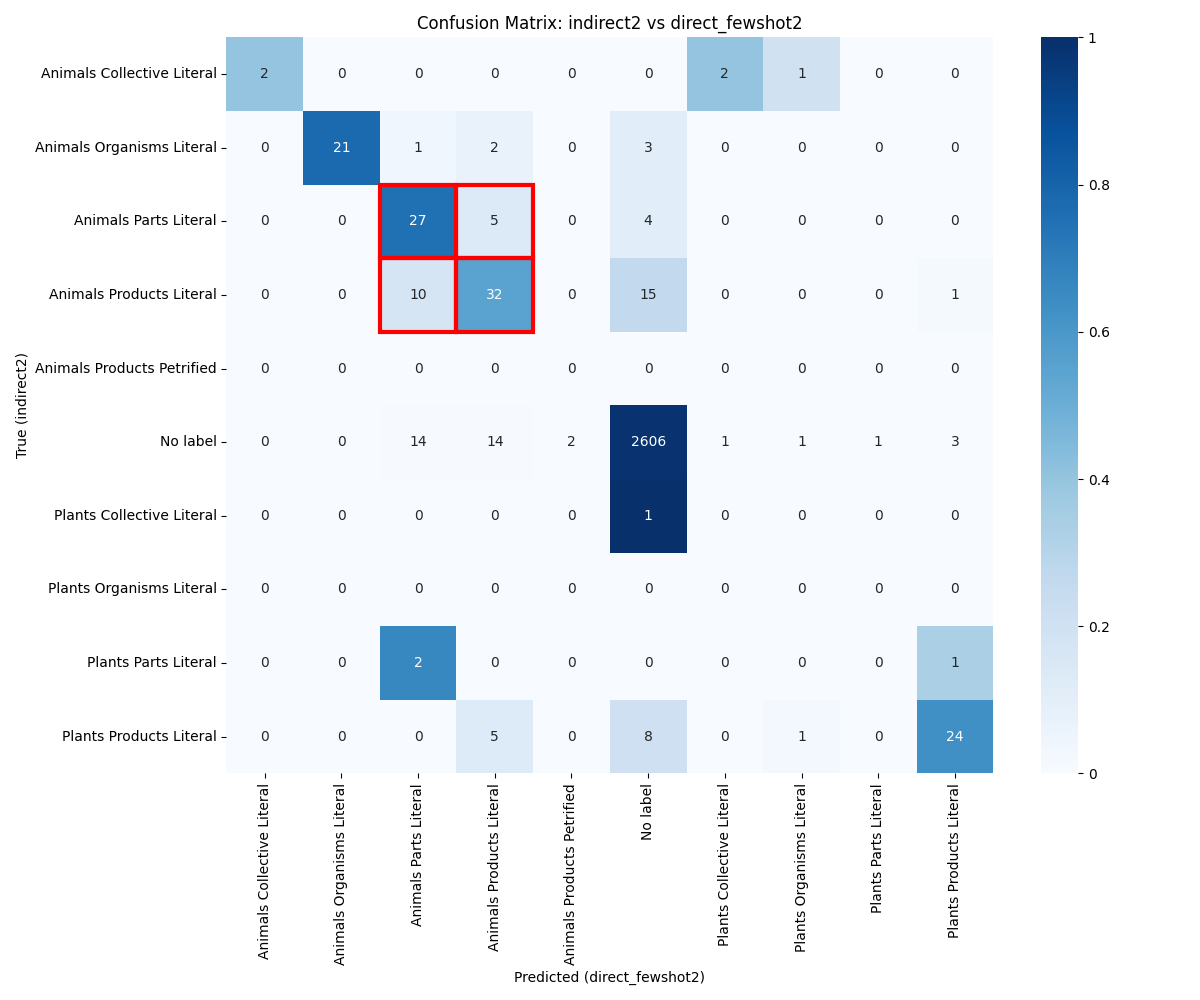 Confusion Matrix: indirect2 vs direct_fewshot2
True (indirect2)
Animals Collective Literal 2 0 0 0 0 0 2 1 0 0
Animals Organisms Literal 0 21 1 2 0 3 0 0 0 0
Animals Parts Literal 0 0 27 5 0 4 0 0 0 0
Animals Products Literal 0 0 10 32 0 15 0 0 0 1
Animals Products Petrified 0 0 0 0 0 0 0 0 0 0
No label 0 0 14 14 2 2606 1 1 1 3
Plants Collective Literal 0 0 0 0 0 1 0 0 0 0
Plants Organisms Literal 0 0 0 0 0 0 0 0 0 0
Plants Parts Literal 0 0 2 0 0 0 0 0 0 1
Plants Products Literal 0 0 0 5 0 8 0 1 0 24
Animals Collective Literal
Animals Organisms Literal
Animals Parts Literal
Animals Products Literal
Animals Products Petrified
No label
Plants Collective Literal
Plants Organisms Literal
Plants Parts Literal
Plants Products Literal
Predicted (direct_fewshot2)
1
0.8
0.6
0.4
0.2
0